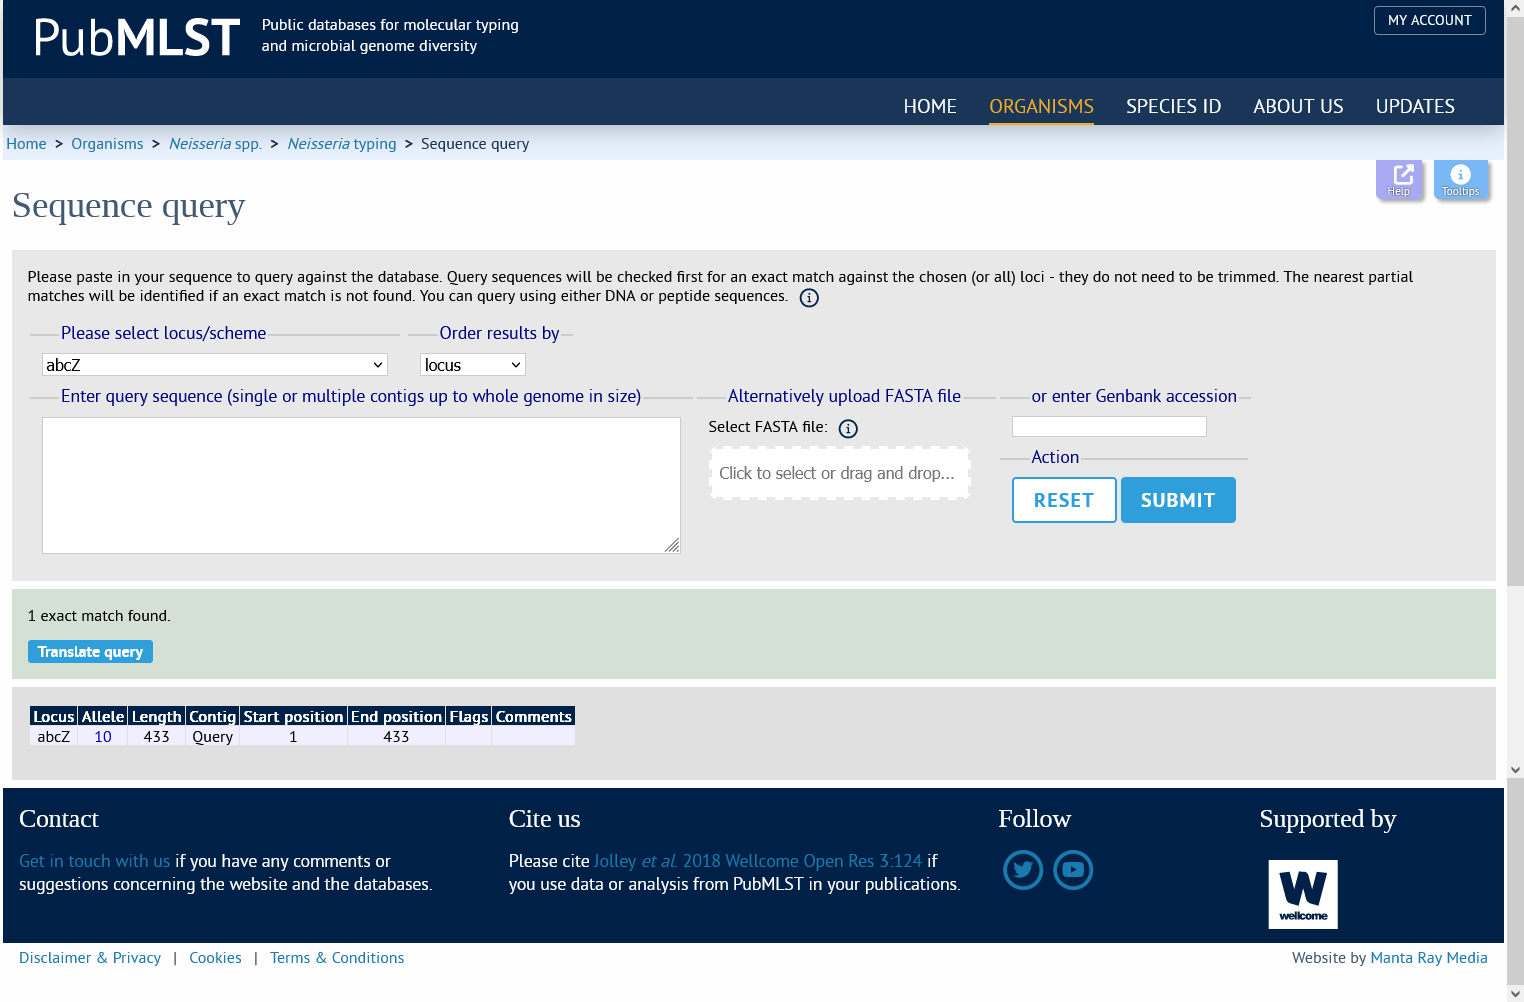 PubMLST
Public databases for molecular typing
and microbial genome diversity
MY ACCOUNT
HOME ORGANISMS SPECIES ID ABOUT US UPDATES
Home > Organisms > Neisseria spp. > Neisseria typing > Sequence query
Help Tooltips
Sequence query
Please paste in your sequence to query against the database. Query sequences will be checked first for an exact match against the chosen (or all) loci - they do not need to be trimmed. The nearest partial
matches will be identified if an exact match is not found. You can query using either DNA or peptide sequences.
Please select locus/scheme Order results by
abcZ locus
Enter query sequence (single or multiple contigs up to whole genome in size) Alternatively upload FASTA file or enter Genbank accession
Select FASTA file:
Action
Click to select or drag and drop...
RESET SUBMIT
1 exact match found.
Translate query
Locus Allele Length Contig Start position End position Flags Comments
abcZ 10 433 Query 1 433
Contact Cite us Follow Supported by
Get in touch with us if you have any comments or
suggestions concerning the website and the databases.
Please cite Jolley et al. 2018 Wellcome Open Res 3:124 if
you use data or analysis from PubMLST in your publications.
W
wellcome
Disclaimer & Privacy | Cookies | Terms & Conditions
Website by Manta Ray Media